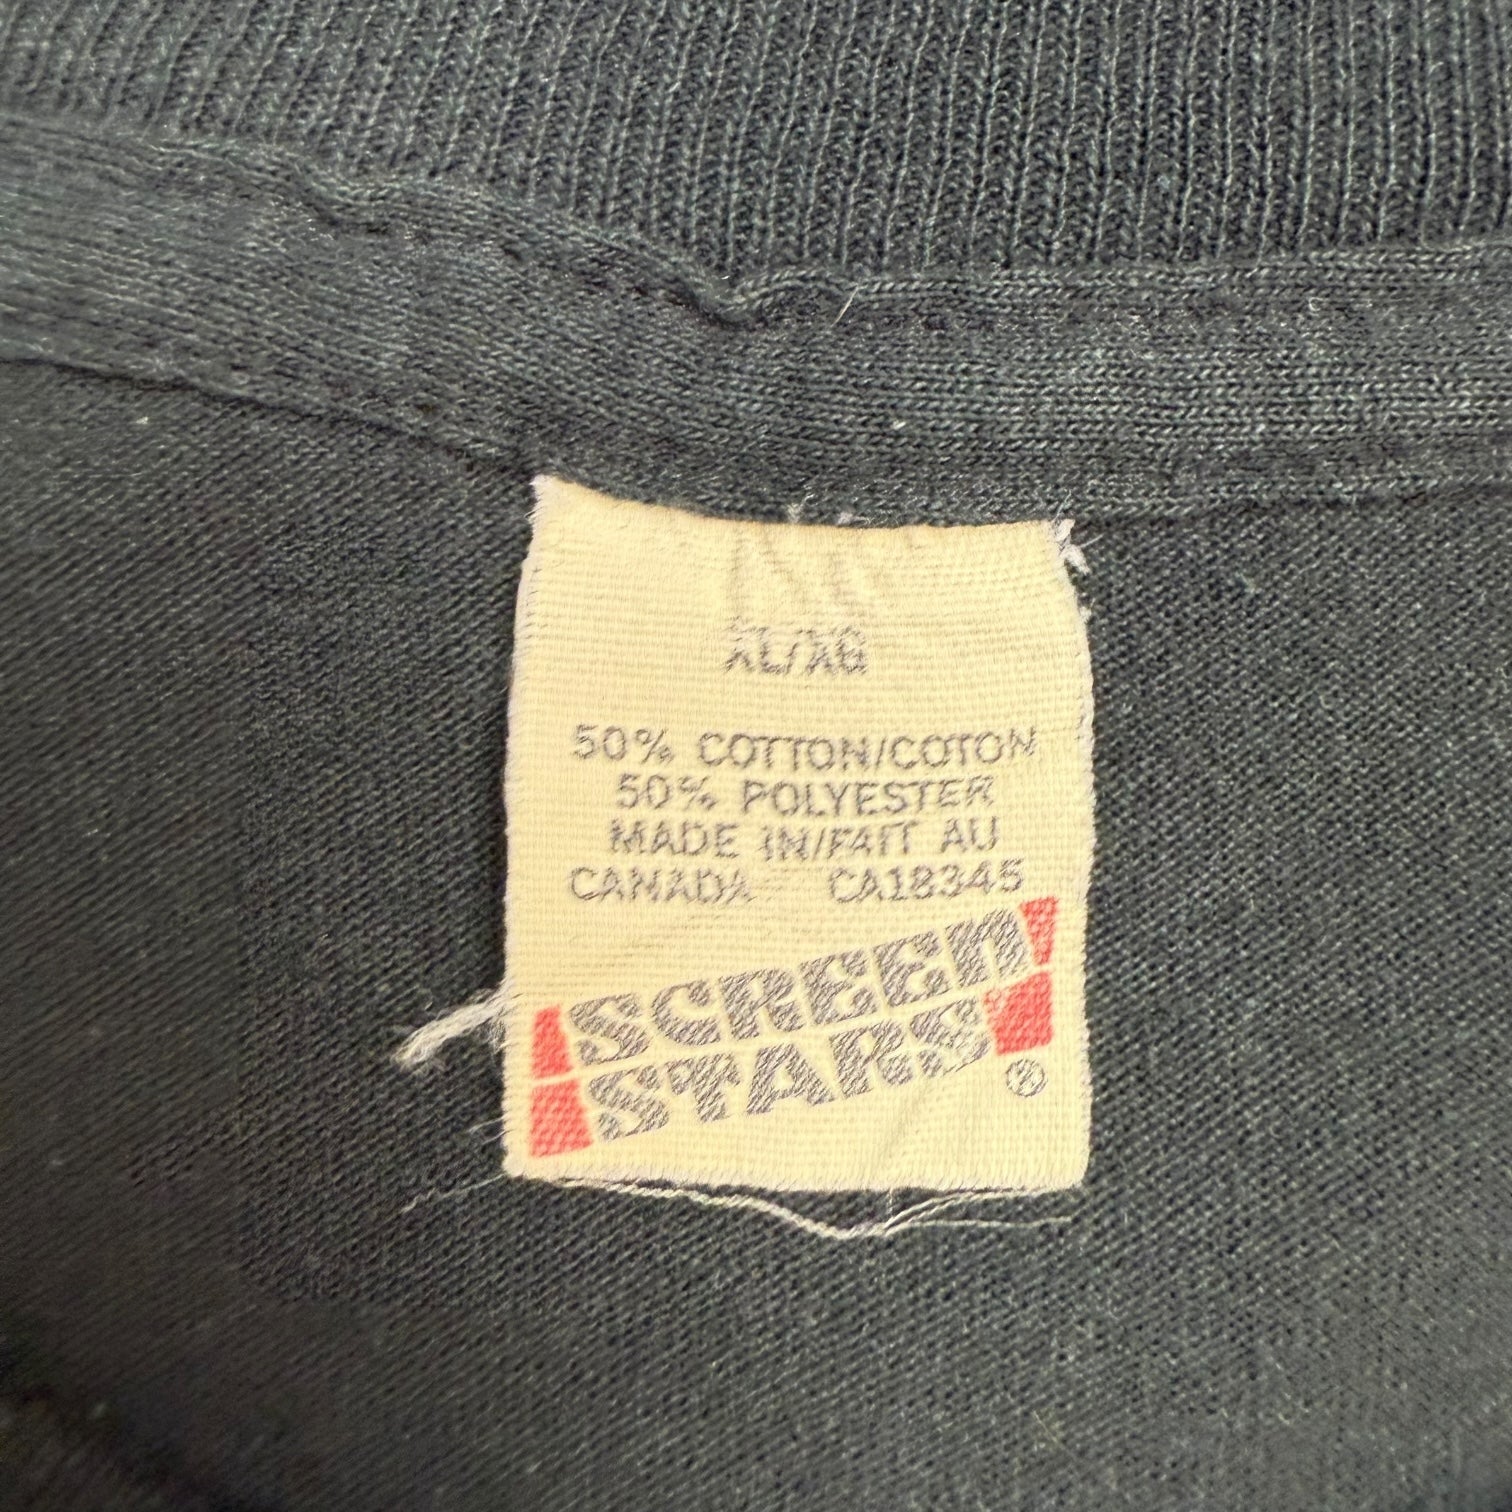 XL/XG
50% COTTON/COTON
50% POLYESTER
MADE IN/FAIT AU
CANADA CA18345
SCREEN
STARS ®